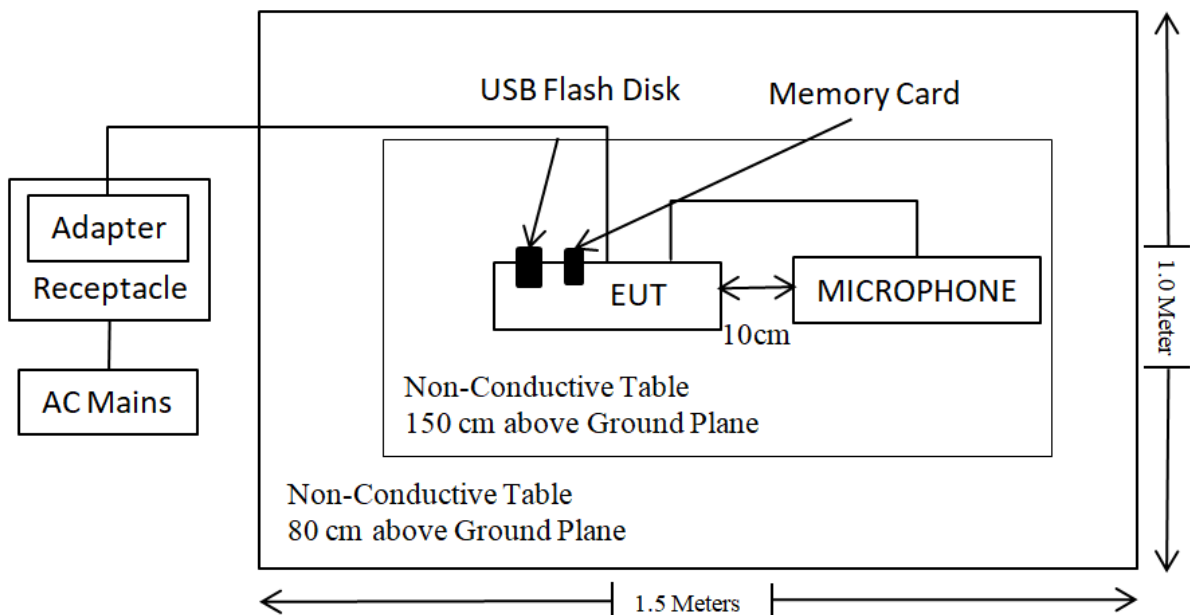 USB Flash Disk
Memory Card
Adapter
Receptacle
AC Mains
EUT
MICROPHONE
10cm
Non-Conductive Table
150 cm above Ground Plane
Non-Conductive Table
80 cm above Ground Plane
1.0 Meter
1.5 Meters